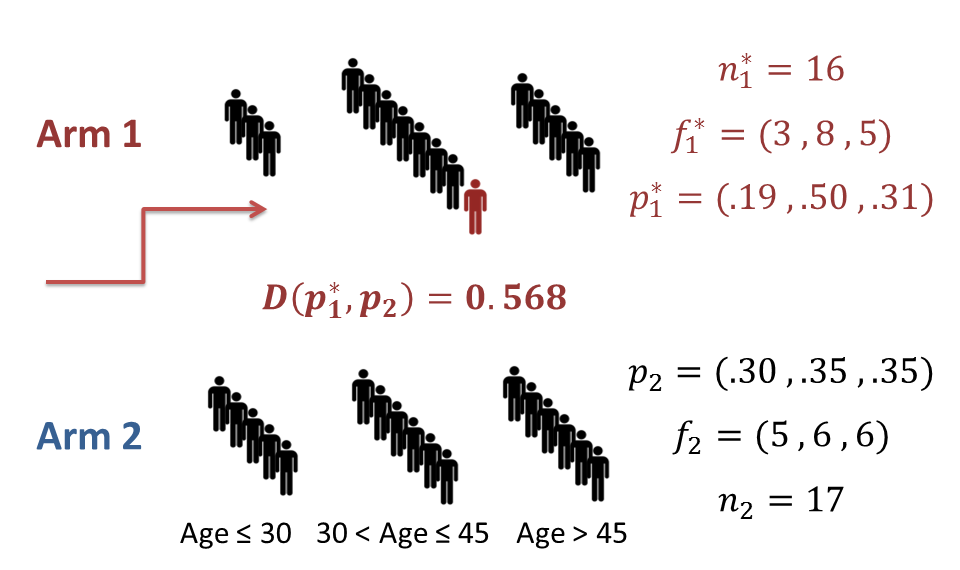 Arm 1
n₁* = 16
f₁* = (3 , 8 , 5)
p₁* = (.19 , .50 , .31)
D(p₁*, p₂) = 0.568
Arm 2
p₂ = (.30 , .35 , .35)
f₂ = (5 , 6 , 6)
n₂ = 17
Age ≤ 30 30 < Age ≤ 45 Age > 45